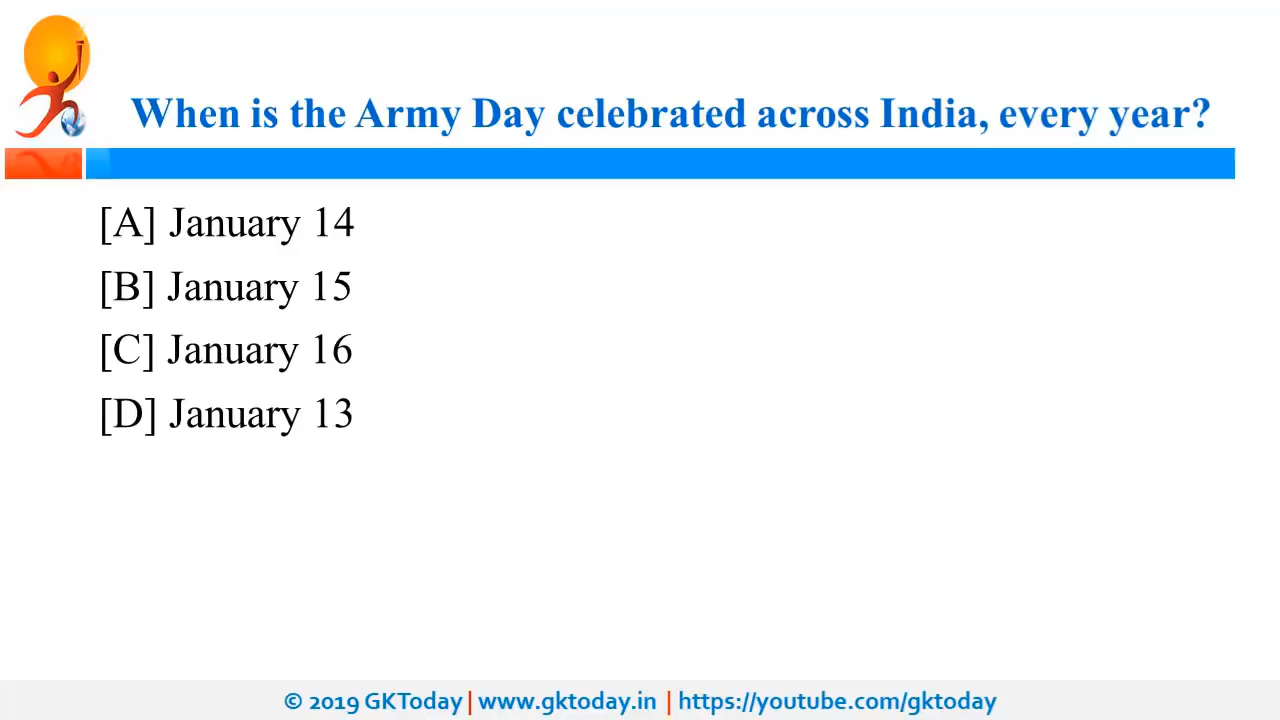 When is the Army Day celebrated across India, every year?
[A] January 14
[B] January 15
[C] January 16
[D] January 13
© 2019 GKToday | www.gktoday.in | https://youtube.com/gktoday